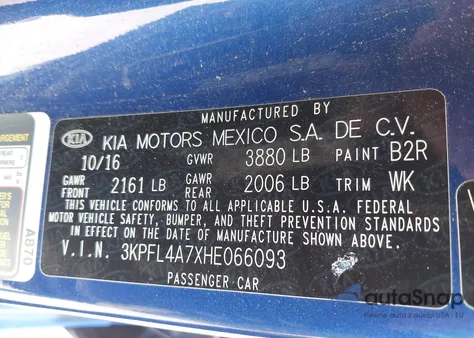 MANUFACTURED BY
KIA KIA MOTORS MEXICO S.A. DE C.V.
10/16 GVWR 3880 LB PAINT B2R
GAWR FRONT 2161 LB GAWR REAR 2006 LB TRIM WK
THIS VEHICLE CONFORMS TO ALL APPLICABLE U.S.A. FEDERAL
MOTOR VEHICLE SAFETY, BUMPER, AND THEFT PREVENTION STANDARDS
IN EFFECT ON THE DATE OF MANUFACTURE SHOWN ABOVE.
V.I.N. 3KPFL4A7XHE066093
PASSENGER CAR
A870
autoSnap